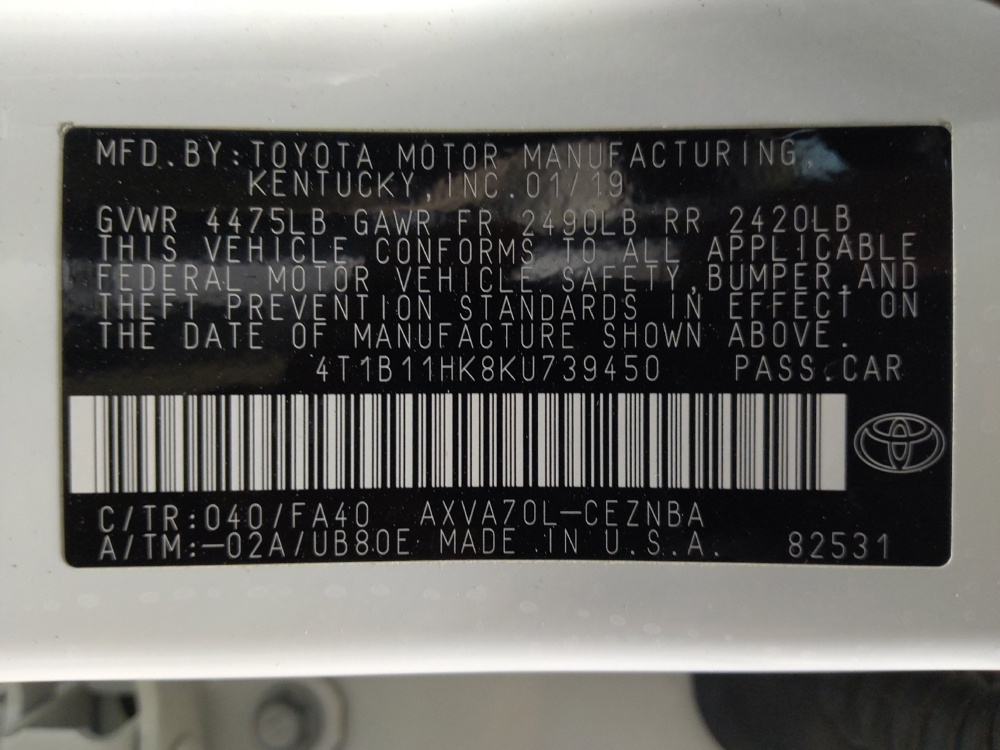 MFD.BY:TOYOTA MOTOR MANUFACTURING,
KENTUCKY,INC.01/19
GVWR 4475LB GAWR FR 2490LB RR 2420LB
THIS VEHICLE CONFORMS TO ALL APPLICABLE
FEDERAL MOTOR VEHICLE SAFETY,BUMPER,AND
THEFT PREVENTION STANDARDS IN EFFECT ON
THE DATE OF MANUFACTURE SHOWN ABOVE.
4T1B11HK8KU739450 PASS.CAR
C/TR:040/FA40 AXVA70L-CEZNBA
A/TM:-02A/UB80E MADE IN U.S.A. 82531